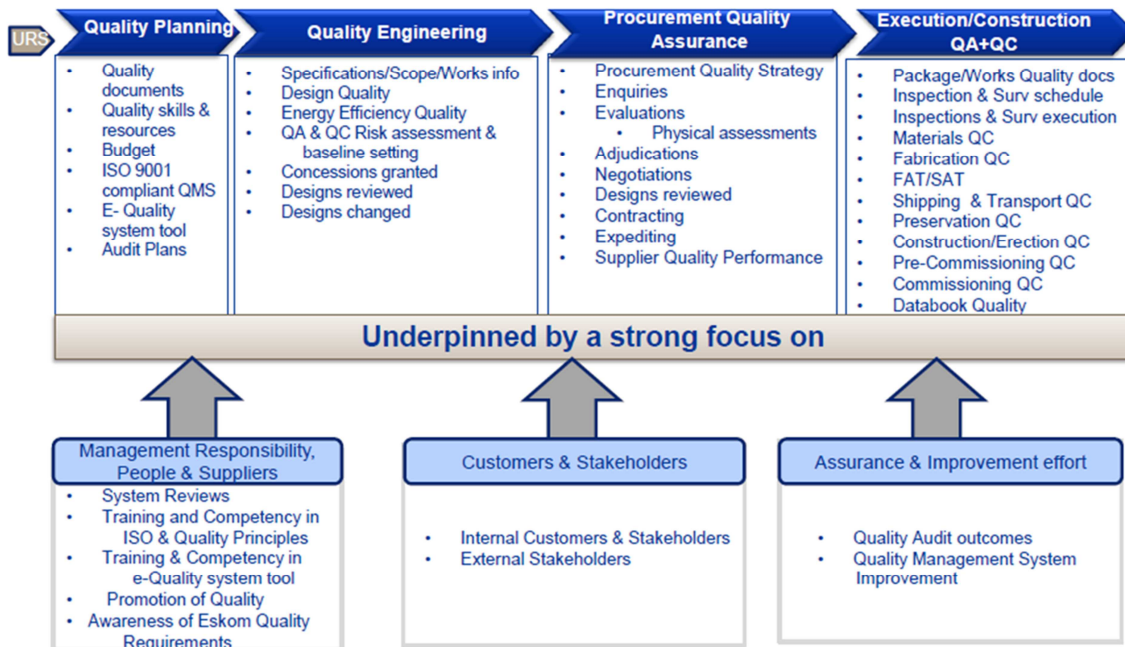 URS
Quality Planning
• Quality
documents
• Quality skills &
resources
• Budget
• ISO 9001
compliant QMS
• E- Quality
system tool
• Audit Plans
Quality Engineering
• Specifications/Scope/Works info
• Design Quality
• Energy Efficiency Quality
• QA & QC Risk assessment &
baseline setting
• Concessions granted
• Designs reviewed
• Designs changed
Procurement Quality
Assurance
• Procurement Quality Strategy
• Enquiries
• Evaluations
• Physical assessments
• Adjudications
• Negotiations
• Designs reviewed
• Contracting
• Expediting
• Supplier Quality Performance
Execution/Construction
QA+QC
• Package/Works Quality docs
• Inspection & Surv schedule
• Inspections & Surv execution
• Materials QC
• Fabrication QC
• FAT/SAT
• Shipping & Transport QC
• Preservation QC
• Construction/Erection QC
• Pre-Commissioning QC
• Commissioning QC
• Databook Quality
Underpinned by a strong focus on
Management Responsibility,
People & Suppliers
• System Reviews
• Training and Competency in
ISO & Quality Principles
• Training & Competency in
e-Quality system tool
• Promotion of Quality
• Awareness of Eskom Quality
Requirements
Customers & Stakeholders
• Internal Customers & Stakeholders
• External Stakeholders
Assurance & Improvement effort
• Quality Audit outcomes
• Quality Management System
Improvement